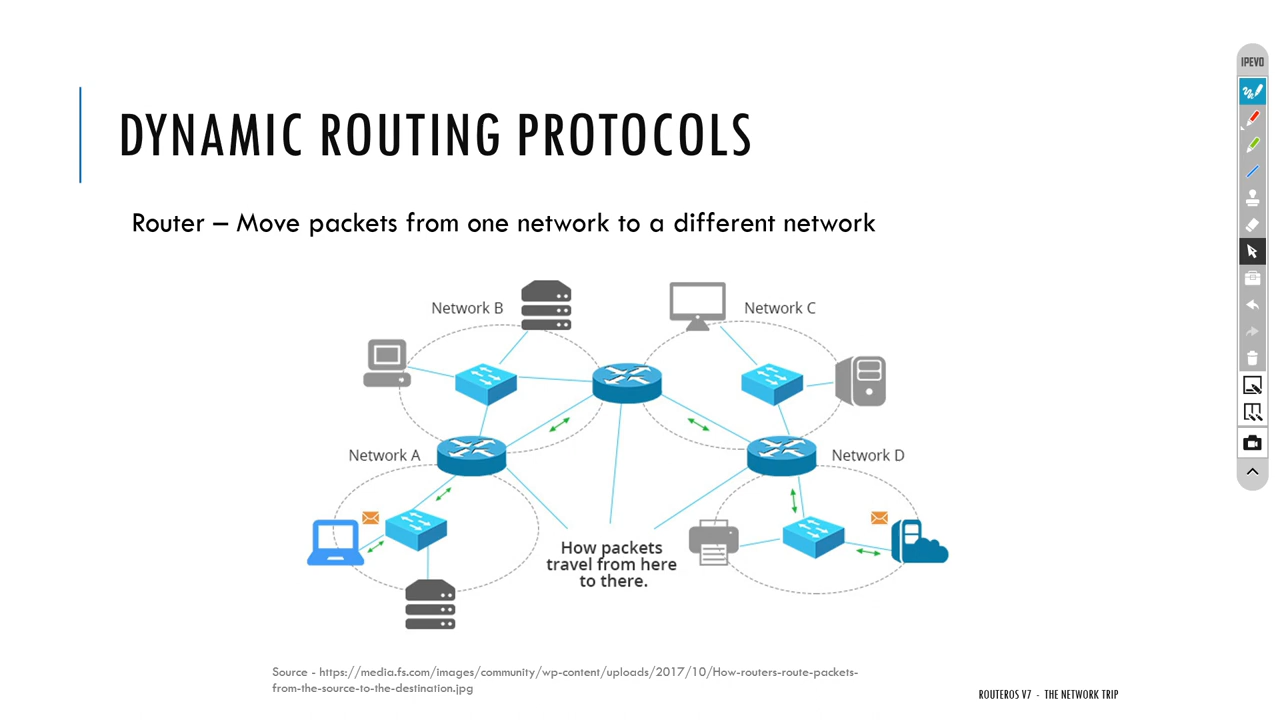 DYNAMIC ROUTING PROTOCOLS
Router – Move packets from one network to a different network
Network B
Network C
Network A
Network D
How packets
travel from here
to there.
Source - https://media.fs.com/images/community/wp-content/uploads/2017/10/How-routers-route-packets-
from-the-source-to-the-destination.jpg
ROUTEROS V7 - THE NETWORK TRIP
IPEVO